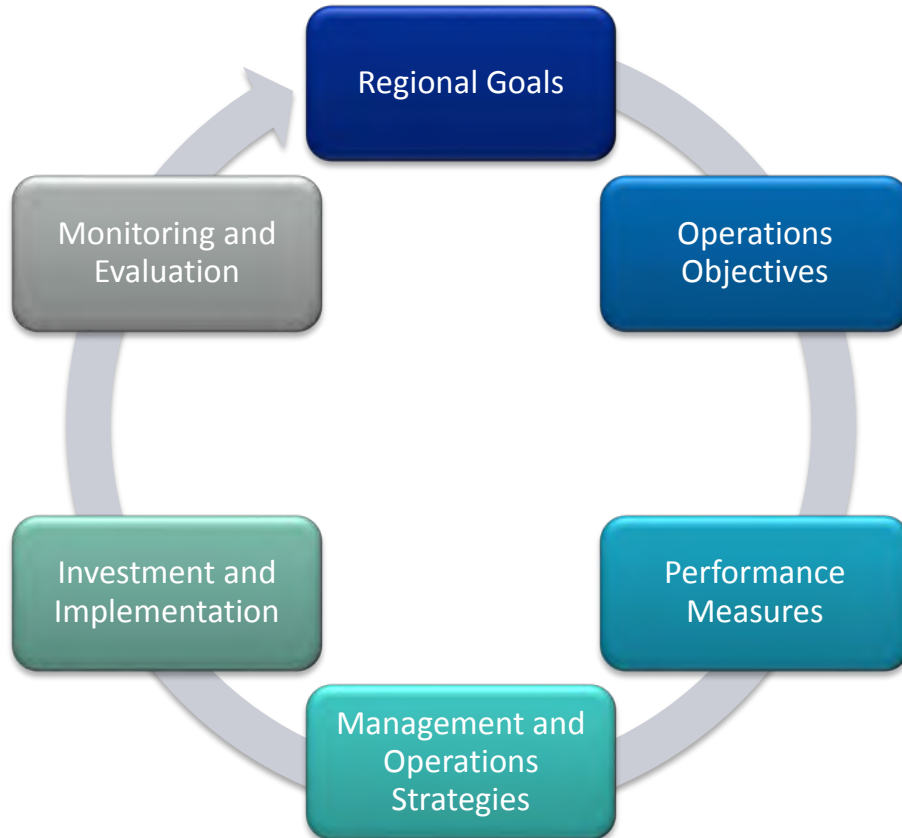 Regional Goals
Operations
Objectives
Performance
Measures
Management and
Operations
Strategies
Investment and
Implementation
Monitoring and
Evaluation